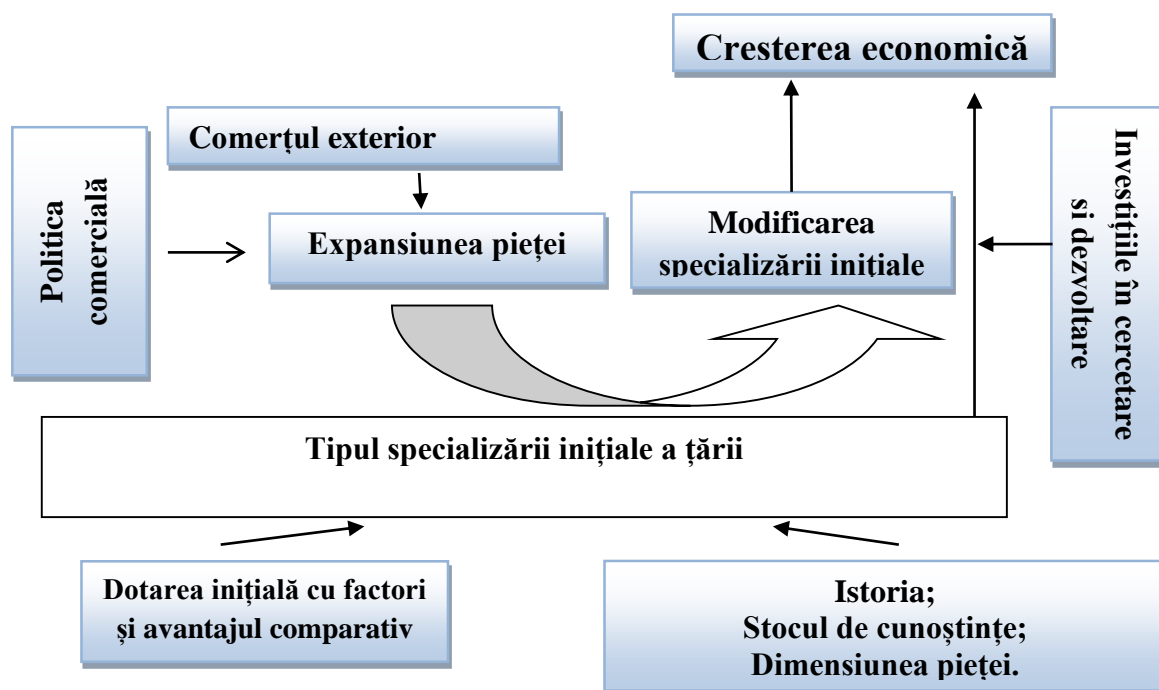 Cresterea economică
Comerțul exterior
Politica
comercială
Expansiunea pieței
Modificarea
specializării inițiale
Investițiile în cercetare
si dezvoltare
Tipul specializării inițiale a țării
Dotarea inițială cu factori
și avantajul comparativ
Istoria;
Stocul de cunoștințe;
Dimensiunea pieței.